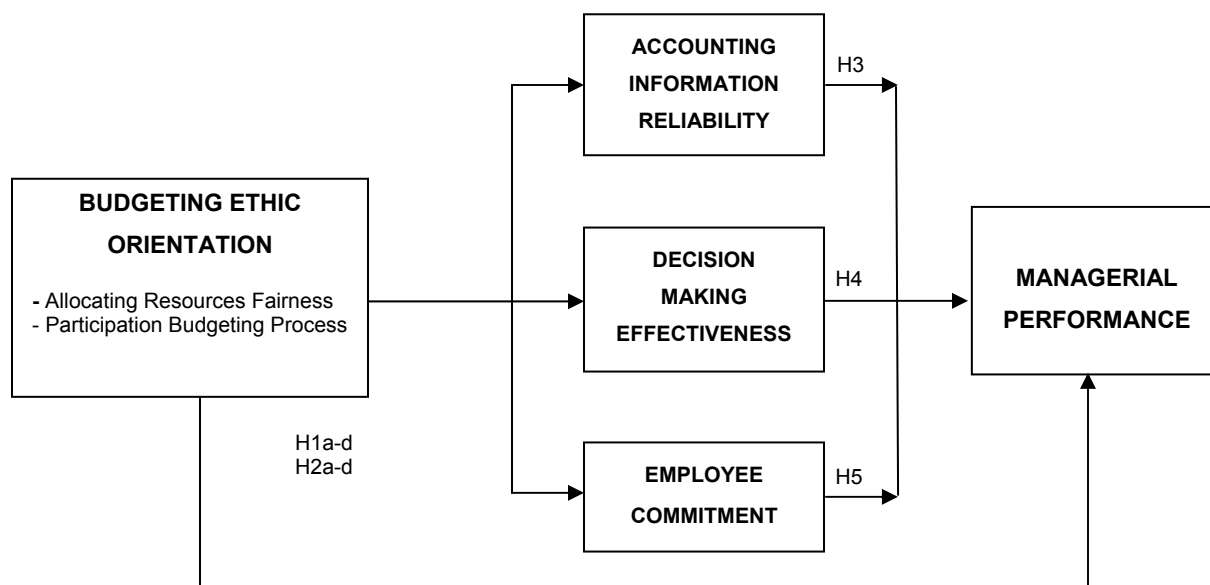 ACCOUNTING
INFORMATION
RELIABILITY
H3
BUDGETING ETHIC
ORIENTATION
- Allocating Resources Fairness
- Participation Budgeting Process
DECISION
MAKING
EFFECTIVENESS
H4
MANAGERIAL
PERFORMANCE
H1a-d
H2a-d
EMPLOYEE
COMMITMENT
H5